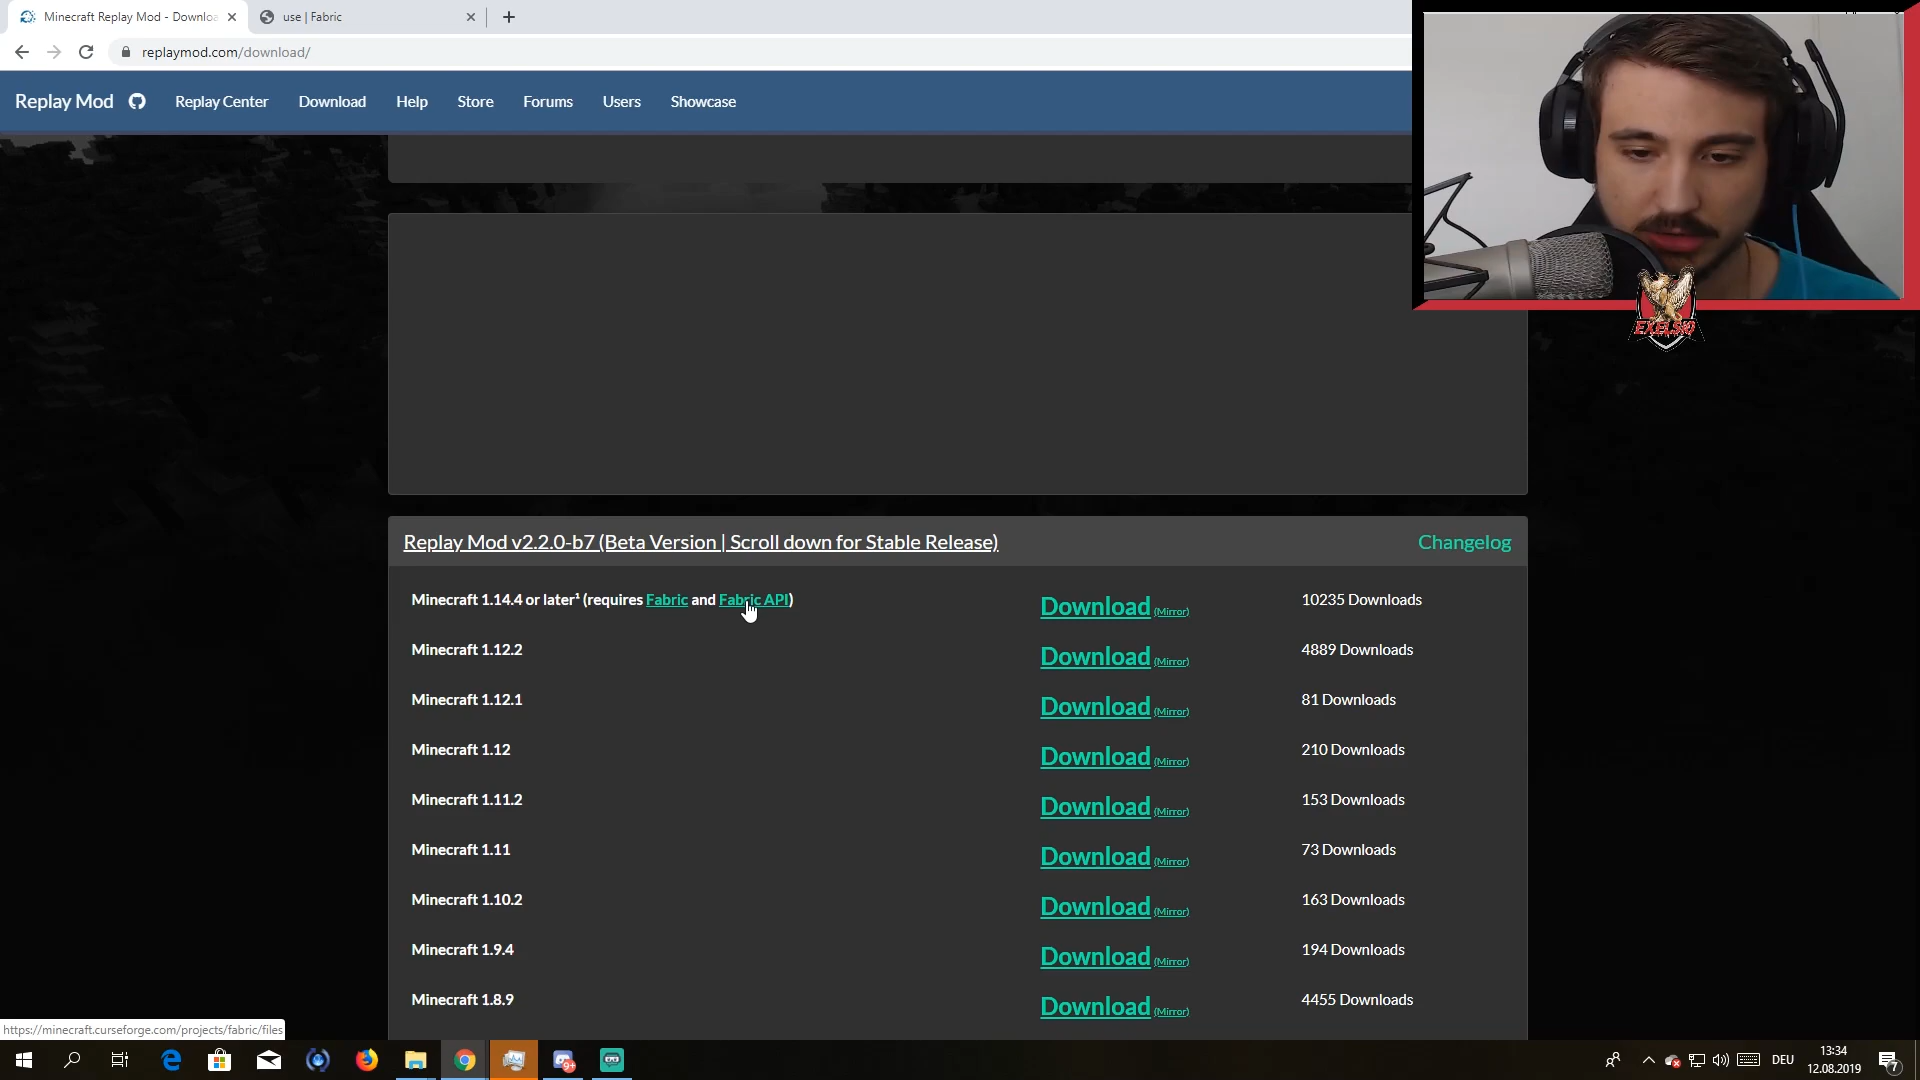 Minecraft Replay Mod - Downlo
use | Fabric
replaymod.com/download/
Replay Mod
Replay Center
Download
Help
Store
Forums
Users
Showcase
EXELSIO
Replay Mod v2.2.0-b7 (Beta Version | Scroll down for Stable Release)
Changelog
Minecraft 1.14.4 or later¹ (requires Fabric and Fabric API)
Download (Mirror)
10235 Downloads
Minecraft 1.12.2
Download (Mirror)
4889 Downloads
Minecraft 1.12.1
Download (Mirror)
81 Downloads
Minecraft 1.12
Download (Mirror)
210 Downloads
Minecraft 1.11.2
Download (Mirror)
153 Downloads
Minecraft 1.11
Download (Mirror)
73 Downloads
Minecraft 1.10.2
Download (Mirror)
163 Downloads
Minecraft 1.9.4
Download (Mirror)
194 Downloads
Minecraft 1.8.9
Download (Mirror)
4455 Downloads
https://minecraft.curseforge.com/projects/fabric/files
9+
DEU
13:34
12.08.2019
7